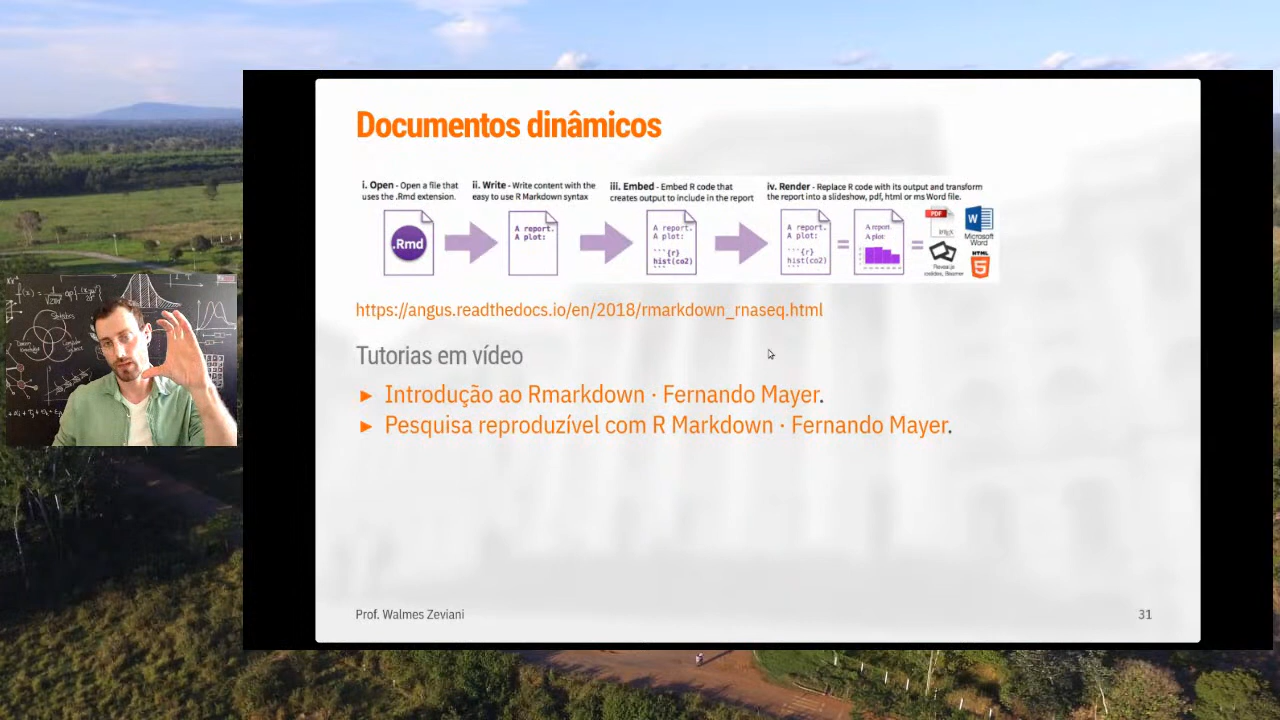 Documentos dinâmicos
i. Open - Open a file that
uses the .Rmd extension.
ii. Write - Write content with the
easy to use R Markdown syntax
iii. Embed - Embed R code that
creates output to include in the report
iv. Render - Replace R code with its output and transform
the report into a slideshow, pdf, html or ms Word file.
.Rmd
A report.
A plot:
A report.
A plot:
```{r}
hist(co2)
```
A report.
A plot:
```{r}
hist(co2)
```
=
A report.
A plot:
=
PDF
LATEX
W
Microsoft
Word
HTML
5
https://angus.readthedocs.io/en/2018/rmarkdown_rnaseq.html
Tutorias em vídeo
► Introdução ao Rmarkdown · Fernando Mayer.
► Pesquisa reproduzível com R Markdown · Fernando Mayer.
Prof. Walmes Zeviani
31